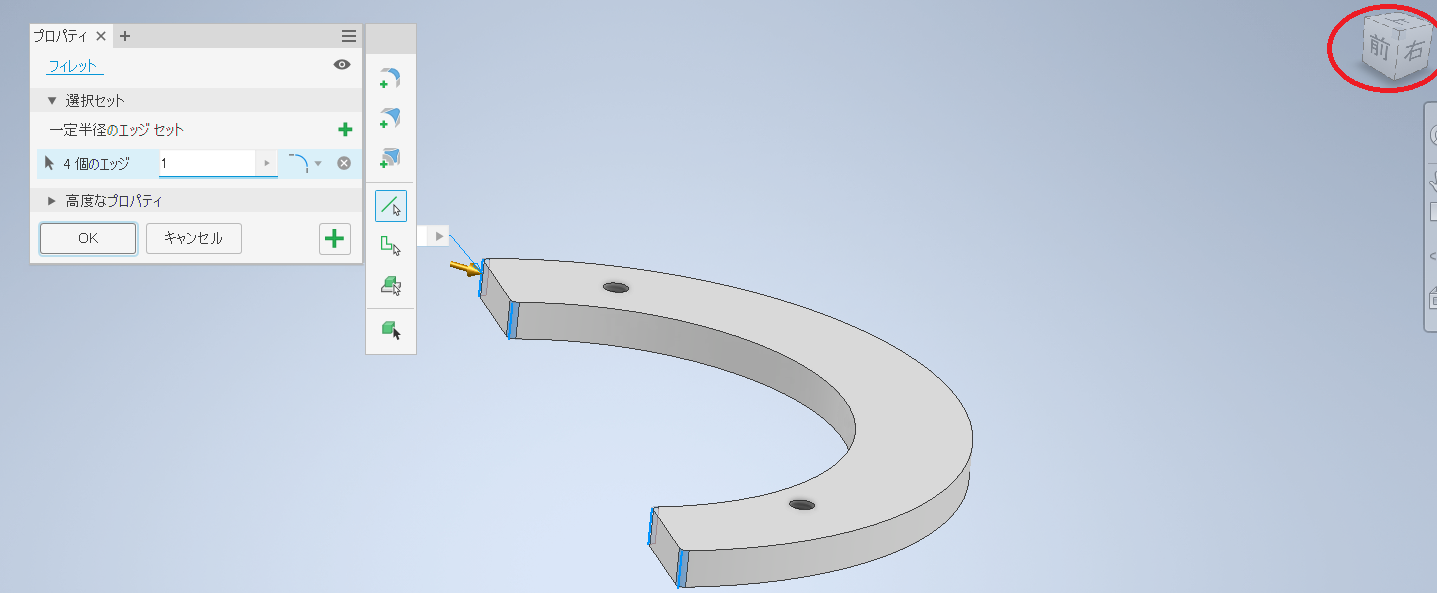 プロパティ
フィレット
選択セット
一定半径のエッジ セット
4 個のエッジ 1
高度なプロパティ
OK キャンセル
前 右